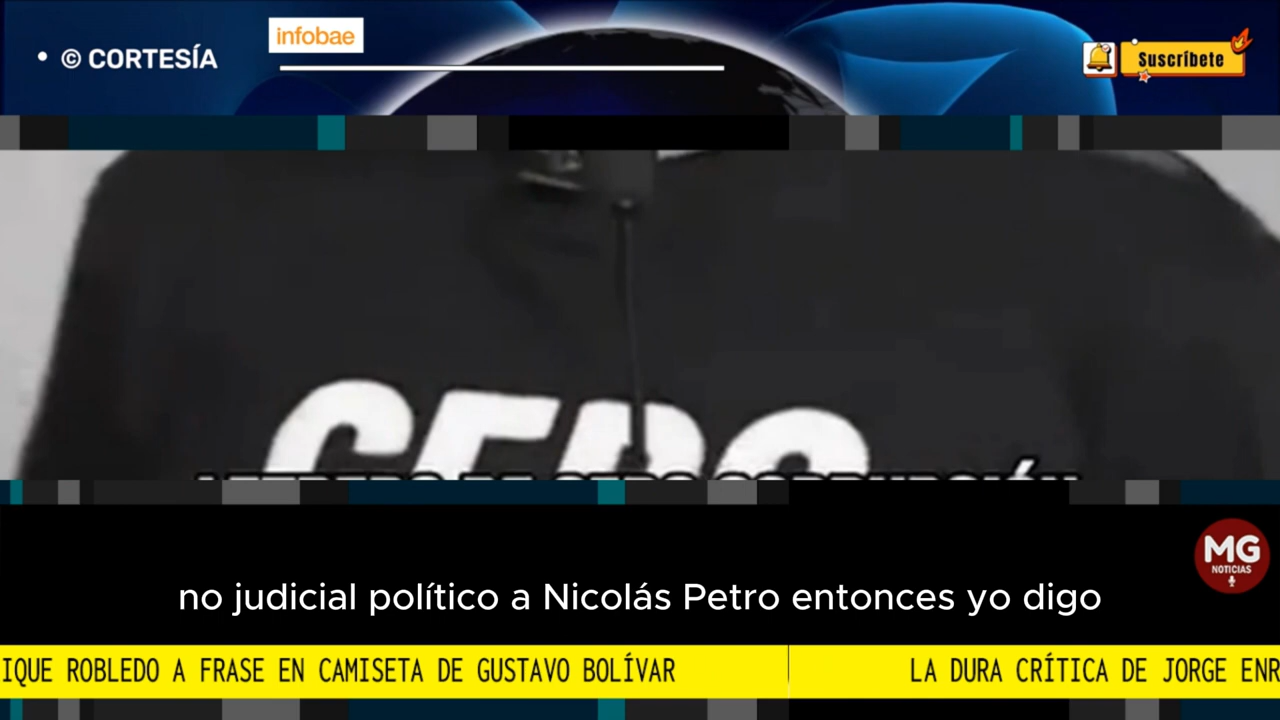 infobae
© CORTESÍA
Suscríbete
CERO
MG
NOTICIAS
no judicial político a Nicolás Petro entonces yo digo
IQUE ROBLEDO A FRASE EN CAMISETA DE GUSTAVO BOLÍVAR
LA DURA CRÍTICA DE JORGE ENR